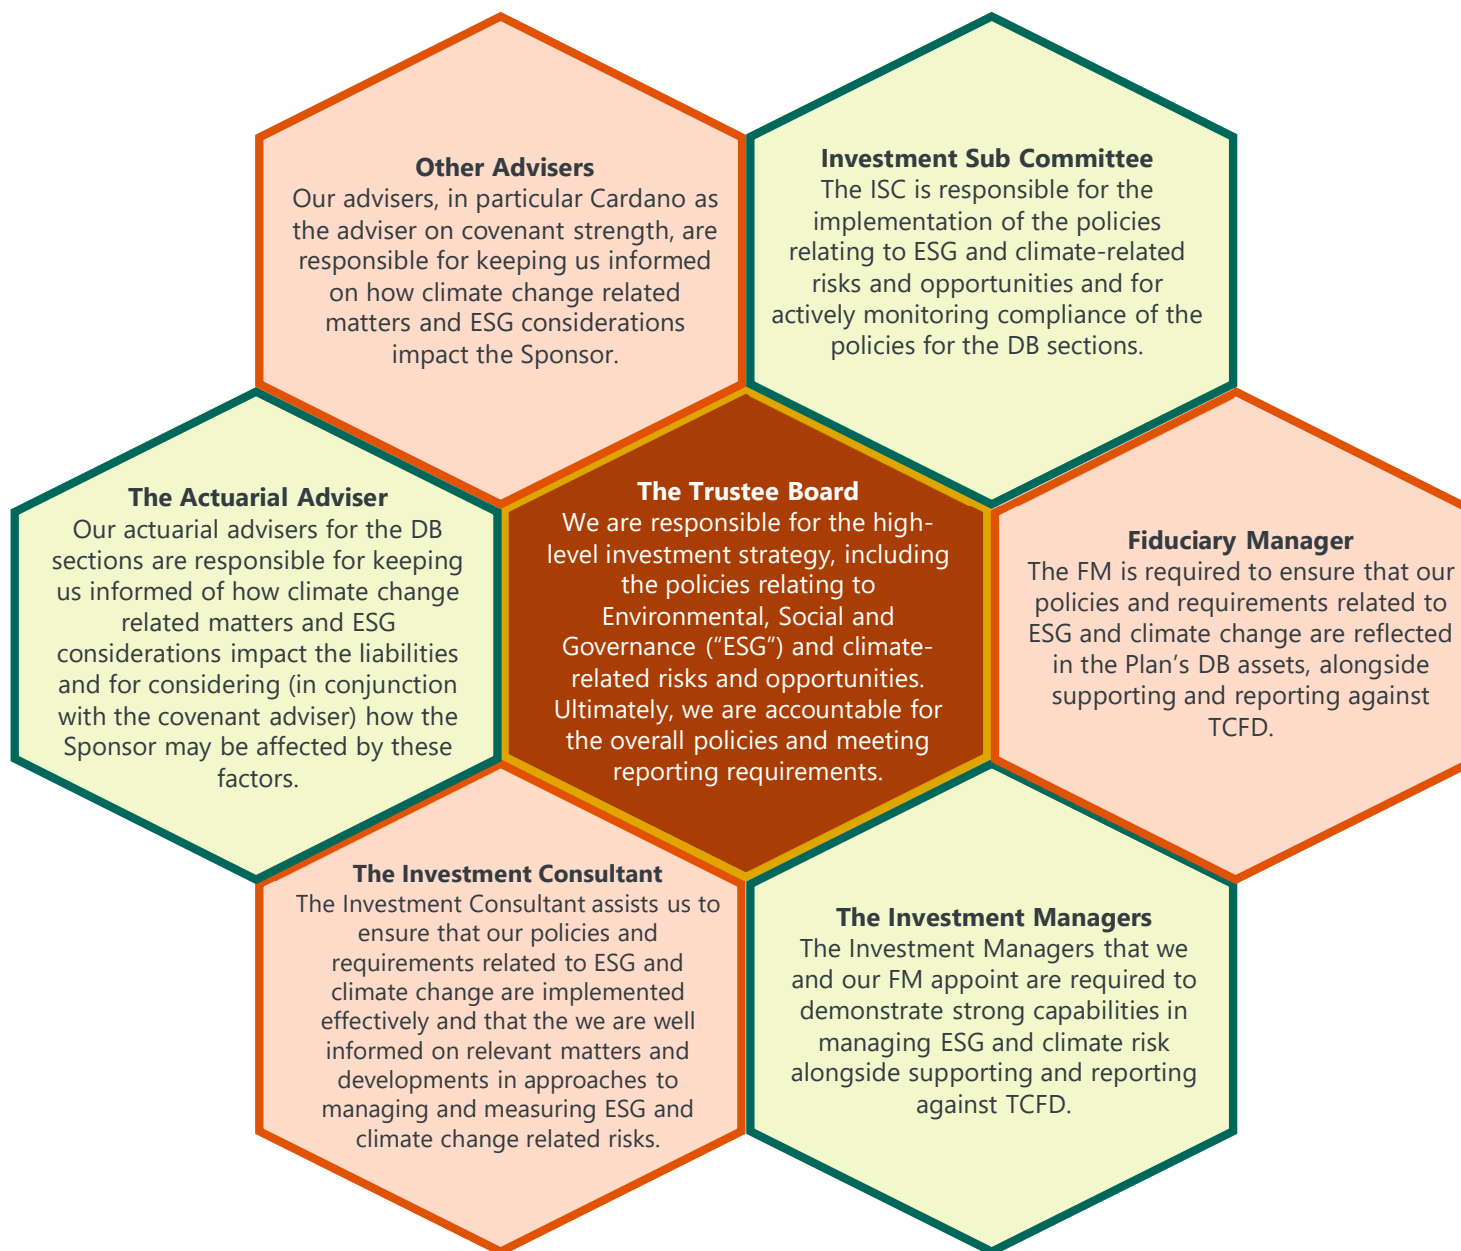 Other Advisers
Our advisers, in particular Cardano as
the adviser on covenant strength, are
responsible for keeping us informed
on how climate change related
matters and ESG considerations
impact the Sponsor.
Investment Sub Committee
The ISC is responsible for the
implementation of the policies
relating to ESG and climate-related
risks and opportunities and for
actively monitoring compliance of the
policies for the DB sections.
The Actuarial Adviser
Our actuarial advisers for the DB
sections are responsible for keeping
us informed of how climate change
related matters and ESG
considerations impact the liabilities
and for considering (in conjunction
with the covenant adviser) how the
Sponsor may be affected by these
factors.
The Trustee Board
We are responsible for the high-
level investment strategy, including
the policies relating to
Environmental, Social and
Governance (“ESG”) and climate-
related risks and opportunities.
Ultimately, we are accountable for
the overall policies and meeting
reporting requirements.
Fiduciary Manager
The FM is required to ensure that our
policies and requirements related to
ESG and climate change are reflected
in the Plan’s DB assets, alongside
supporting and reporting against
TCFD.
The Investment Consultant
The Investment Consultant assists us to
ensure that our policies and
requirements related to ESG and
climate change are implemented
effectively and that the we are well
informed on relevant matters and
developments in approaches to
managing and measuring ESG and
climate change related risks.
The Investment Managers
The Investment Managers that we
and our FM appoint are required to
demonstrate strong capabilities in
managing ESG and climate risk
alongside supporting and reporting
against TCFD.